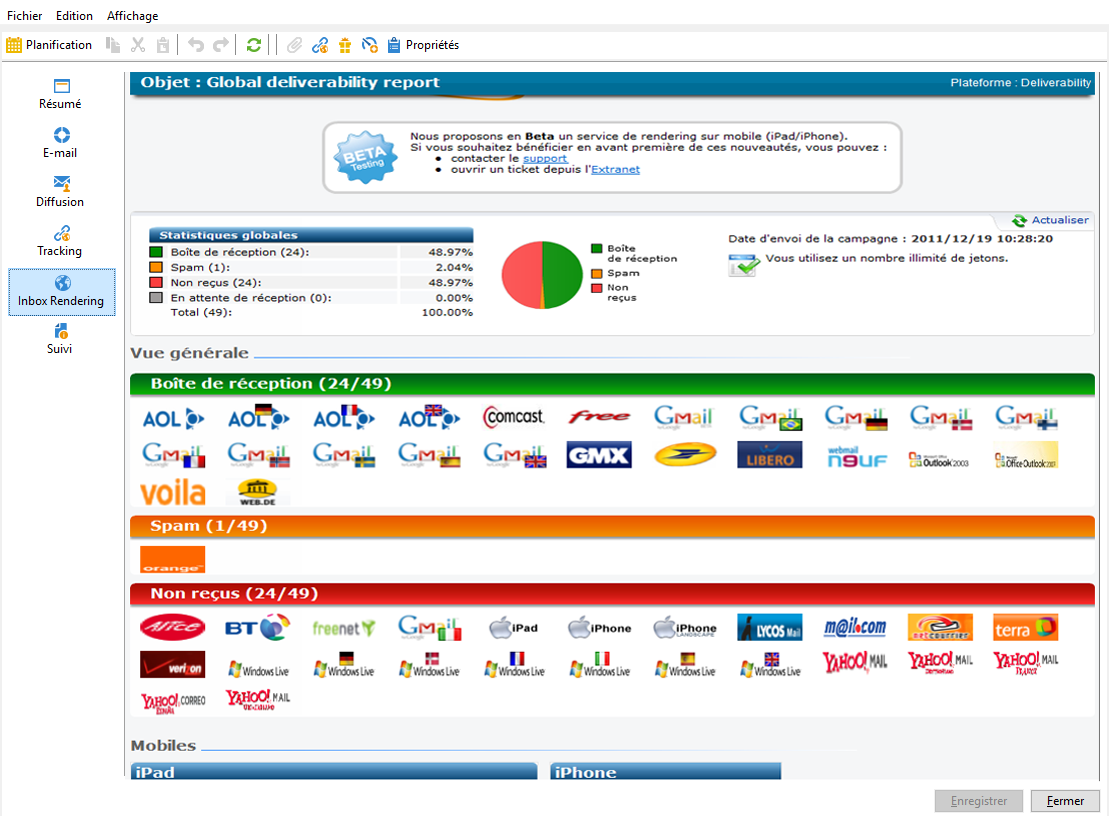 Fichier Edition Affichage
Planification Propriétés
Résumé
E-mail
Diffusion
Tracking
Inbox Rendering
Suivi
Objet : Global deliverability report Plateforme : Deliverability
BETA
Testing
Nous proposons en Beta un service de rendering sur mobile (iPad/iPhone).
Si vous souhaitez bénéficier en avant première de ces nouveautés, vous pouvez :
• contacter le support
• ouvrir un ticket depuis l'Extranet
Actualiser
Statistiques globales
Boîte de réception (24): 48.97%
Spam (1): 2.04%
Non reçus (24): 48.97%
En attente de réception (0): 0.00%
Total (49): 100.00%
Boîte
de réception
Spam
Non
reçus
Date d'envoi de la campagne : 2011/12/19 10:28:20
Vous utilisez un nombre illimité de jetons.
Vue générale
Boîte de réception (24/49)
AOL AOL AOL AOL Comcast free GMail GMail GMail GMail GMail
GMail GMail GMail GMail GMail GMX LIBERO webmail n9uf Outlook 2003 Office Outlook 2007
voila WEB.DE
Spam (1/49)
orange
Non reçus (24/49)
Alice BT freenet GMail iPad iPhone iPhone LANDSCAPE LYCOS Mail m@il.com netcourrier terra
verizon Windows Live Windows Live Windows Live Windows Live Windows Live Windows Live Windows Live YAHOO! MAIL YAHOO! MAIL YAHOO! MAIL
YAHOO! CORREO YAHOO! MAIL
Mobiles
iPad iPhone
Enregistrer Fermer